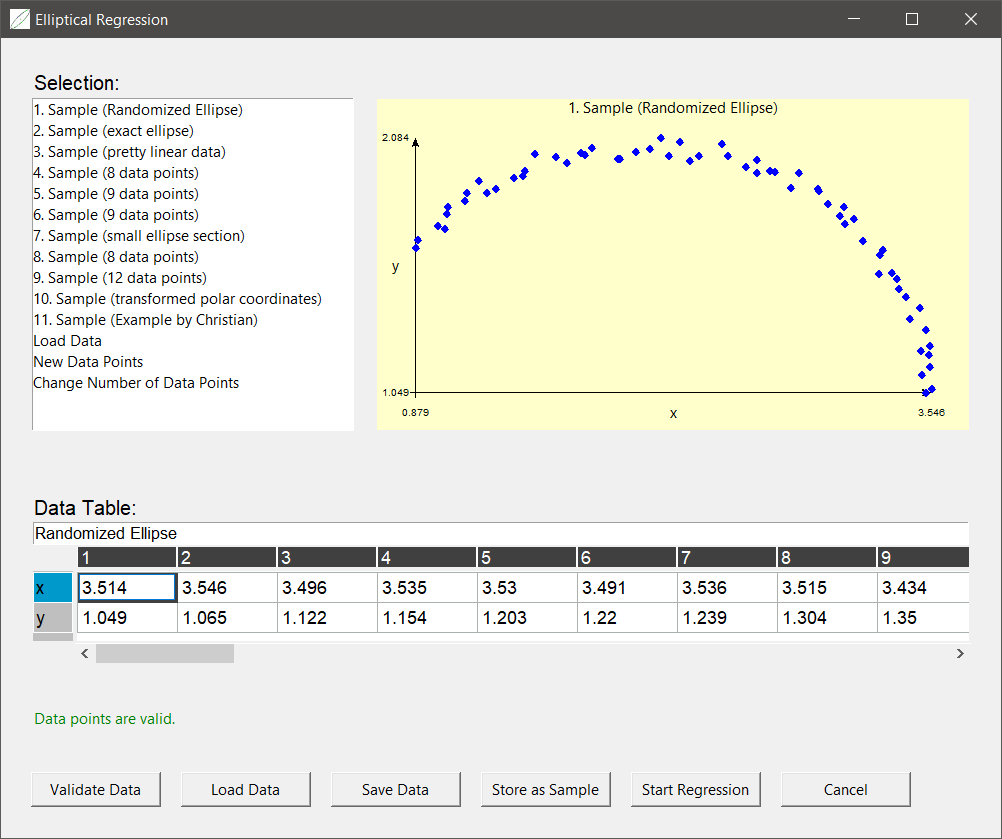 Elliptical Regression
Selection:
1. Sample (Randomized Ellipse)
2. Sample (exact ellipse)
3. Sample (pretty linear data)
4. Sample (8 data points)
5. Sample (9 data points)
6. Sample (9 data points)
7. Sample (small ellipse section)
8. Sample (8 data points)
9. Sample (12 data points)
10. Sample (transformed polar coordinates)
11. Sample (Example by Christian)
Load Data
New Data Points
Change Number of Data Points
1. Sample (Randomized Ellipse)
2.084
y
1.049
0.879 x 3.546
Data Table:
Randomized Ellipse
1 2 3 4 5 6 7 8 9
x 3.514 3.546 3.496 3.535 3.53 3.491 3.536 3.515 3.434
y 1.049 1.065 1.122 1.154 1.203 1.22 1.239 1.304 1.35
Data points are valid.
Validate Data Load Data Save Data Store as Sample Start Regression Cancel